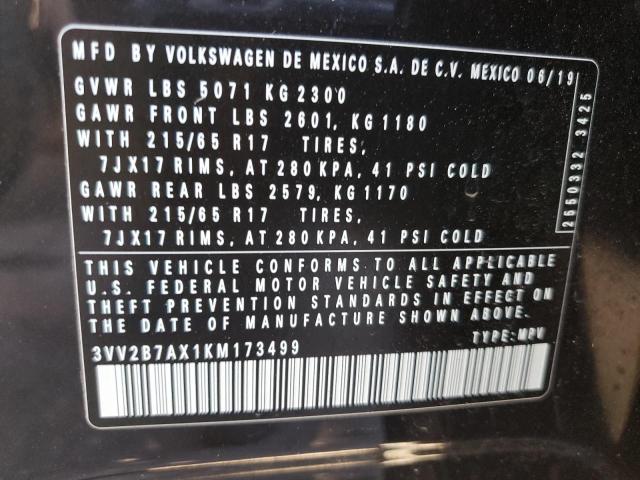 MFD BY VOLKSWAGEN DE MEXICO S.A. DE C.V. MEXICO 06/19
GVWR LBS 5071 KG 2300
GAWR FRONT LBS 2601, KG 1180
WITH 215/65 R17 TIRES,
7JX17 RIMS, AT 280 KPA, 41 PSI COLD
GAWR REAR LBS 2579, KG 1170
WITH 215/65 R17 TIRES,
7JX17 RIMS, AT 280 KPA, 41 PSI COLD
2550332 3425
THIS VEHICLE CONFORMS TO ALL APPLICABLE
U.S. FEDERAL MOTOR VEHICLE SAFETY AND
THEFT PREVENTION STANDARDS IN EFFECT ON
THE DATE OF MANUFACTURE SHOWN ABOVE.
3VV2B7AX1KM173499 TYPE: MPV